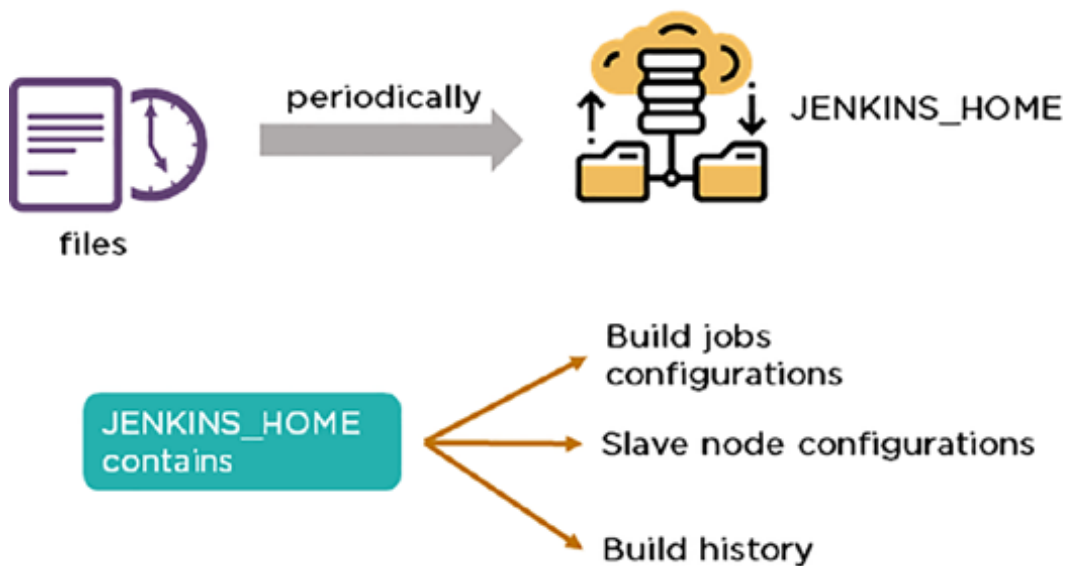 periodically
JENKINS_HOME
files
Build jobs
configurations
JENKINS_HOME
contains
Slave node configurations
Build history